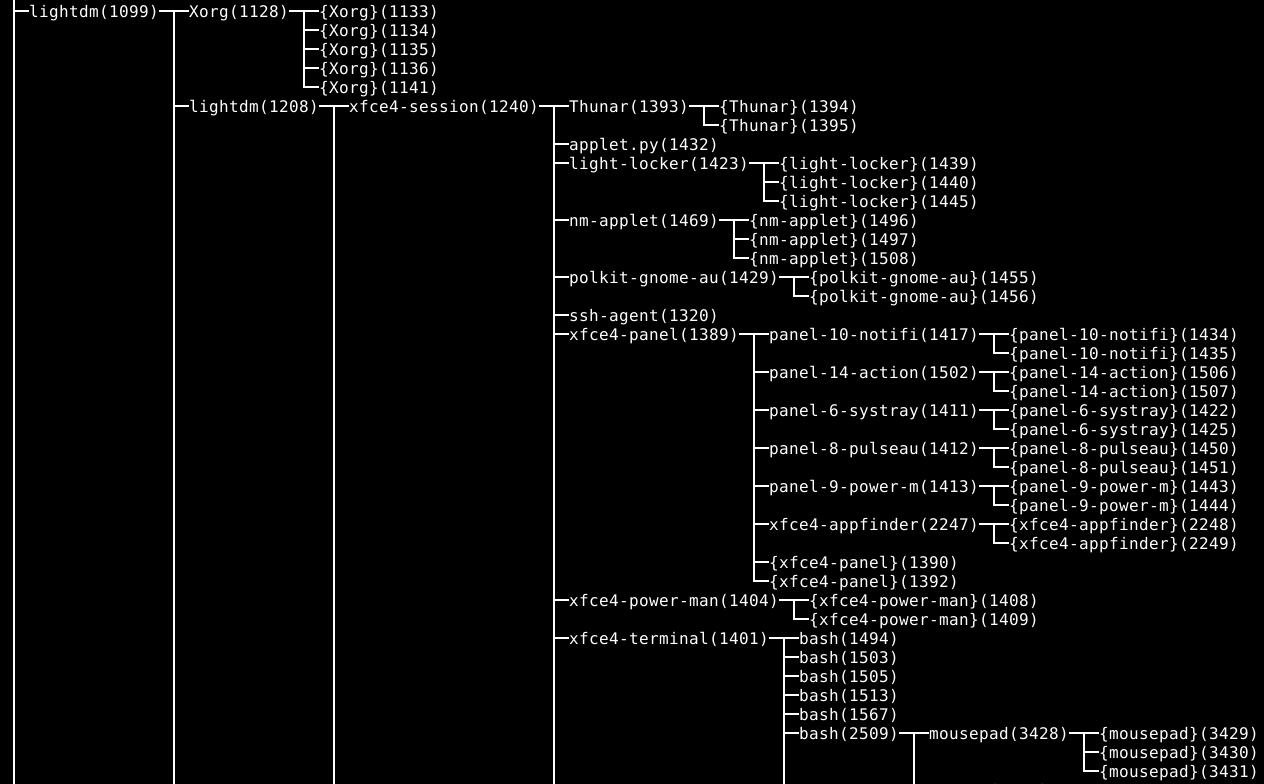 lightdm(1099) Xorg(1128) {Xorg}(1133)
{Xorg}(1134)
{Xorg}(1135)
{Xorg}(1136)
{Xorg}(1141)
lightdm(1208) xfce4-session(1240) Thunar(1393) {Thunar}(1394)
{Thunar}(1395)
applet.py(1432)
light-locker(1423) {light-locker}(1439)
{light-locker}(1440)
{light-locker}(1445)
nm-applet(1469) {nm-applet}(1496)
{nm-applet}(1497)
{nm-applet}(1508)
polkit-gnome-au(1429) {polkit-gnome-au}(1455)
{polkit-gnome-au}(1456)
ssh-agent(1320)
xfce4-panel(1389) panel-10-notifi(1417) {panel-10-notifi}(1434)
{panel-10-notifi}(1435)
panel-14-action(1502) {panel-14-action}(1506)
{panel-14-action}(1507)
panel-6-systray(1411) {panel-6-systray}(1422)
{panel-6-systray}(1425)
panel-8-pulseau(1412) {panel-8-pulseau}(1450)
{panel-8-pulseau}(1451)
panel-9-power-m(1413) {panel-9-power-m}(1443)
{panel-9-power-m}(1444)
xfce4-appfinder(2247) {xfce4-appfinder}(2248)
{xfce4-appfinder}(2249)
{xfce4-panel}(1390)
{xfce4-panel}(1392)
xfce4-power-man(1404) {xfce4-power-man}(1408)
{xfce4-power-man}(1409)
xfce4-terminal(1401) bash(1494)
bash(1503)
bash(1505)
bash(1513)
bash(1567)
bash(2509) mousepad(3428) {mousepad}(3429)
{mousepad}(3430)
{mousepad}(3431)